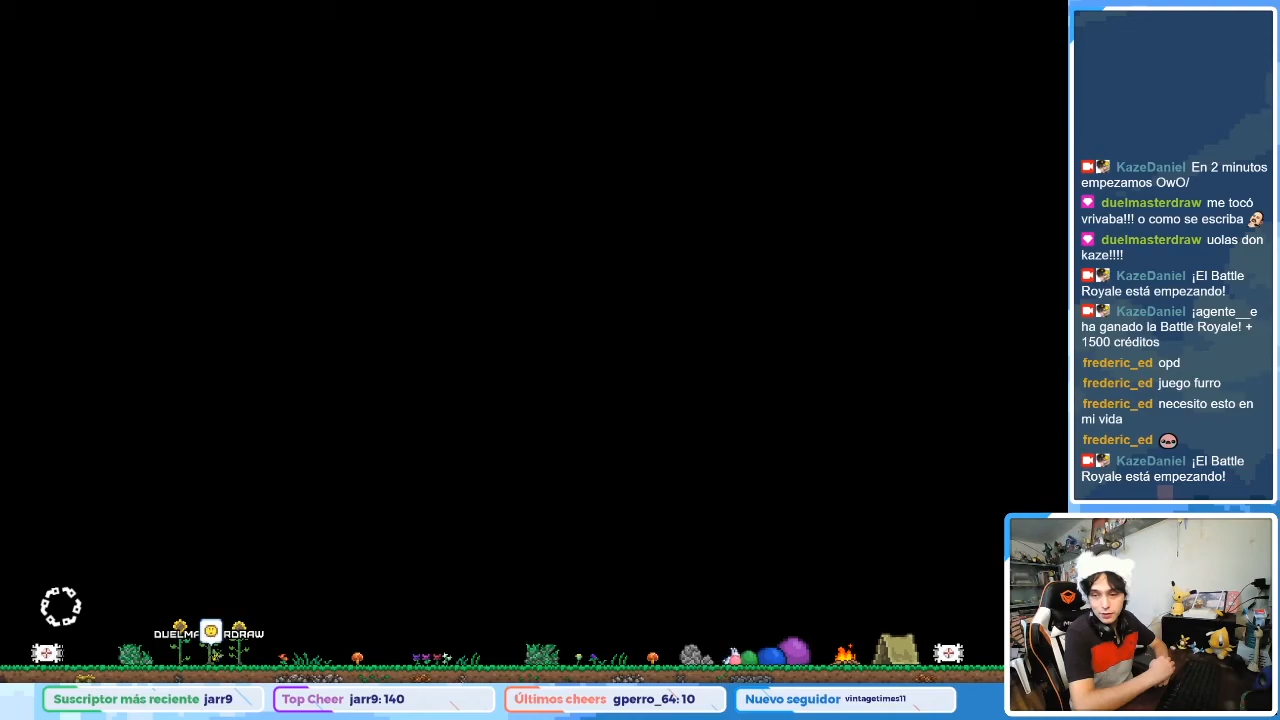 KazeDaniel En 2 minutos
empezamos OwO/
duelmasterdraw me tocó
vrivaba!!! o como se escriba
duelmasterdraw uolas don
kaze!!!!
KazeDaniel ¡El Battle
Royale está empezando!
KazeDaniel ¡agente__e
ha ganado la Battle Royale! +
1500 créditos
frederic_ed opd
frederic_ed juego furro
frederic_ed necesito esto en
mi vida
frederic_ed
KazeDaniel ¡El Battle
Royale está empezando!
Suscriptor más reciente jarr9
Top Cheer jarr9: 140
Últimos cheers gperro_64: 10
Nuevo seguidor vintagetimes11